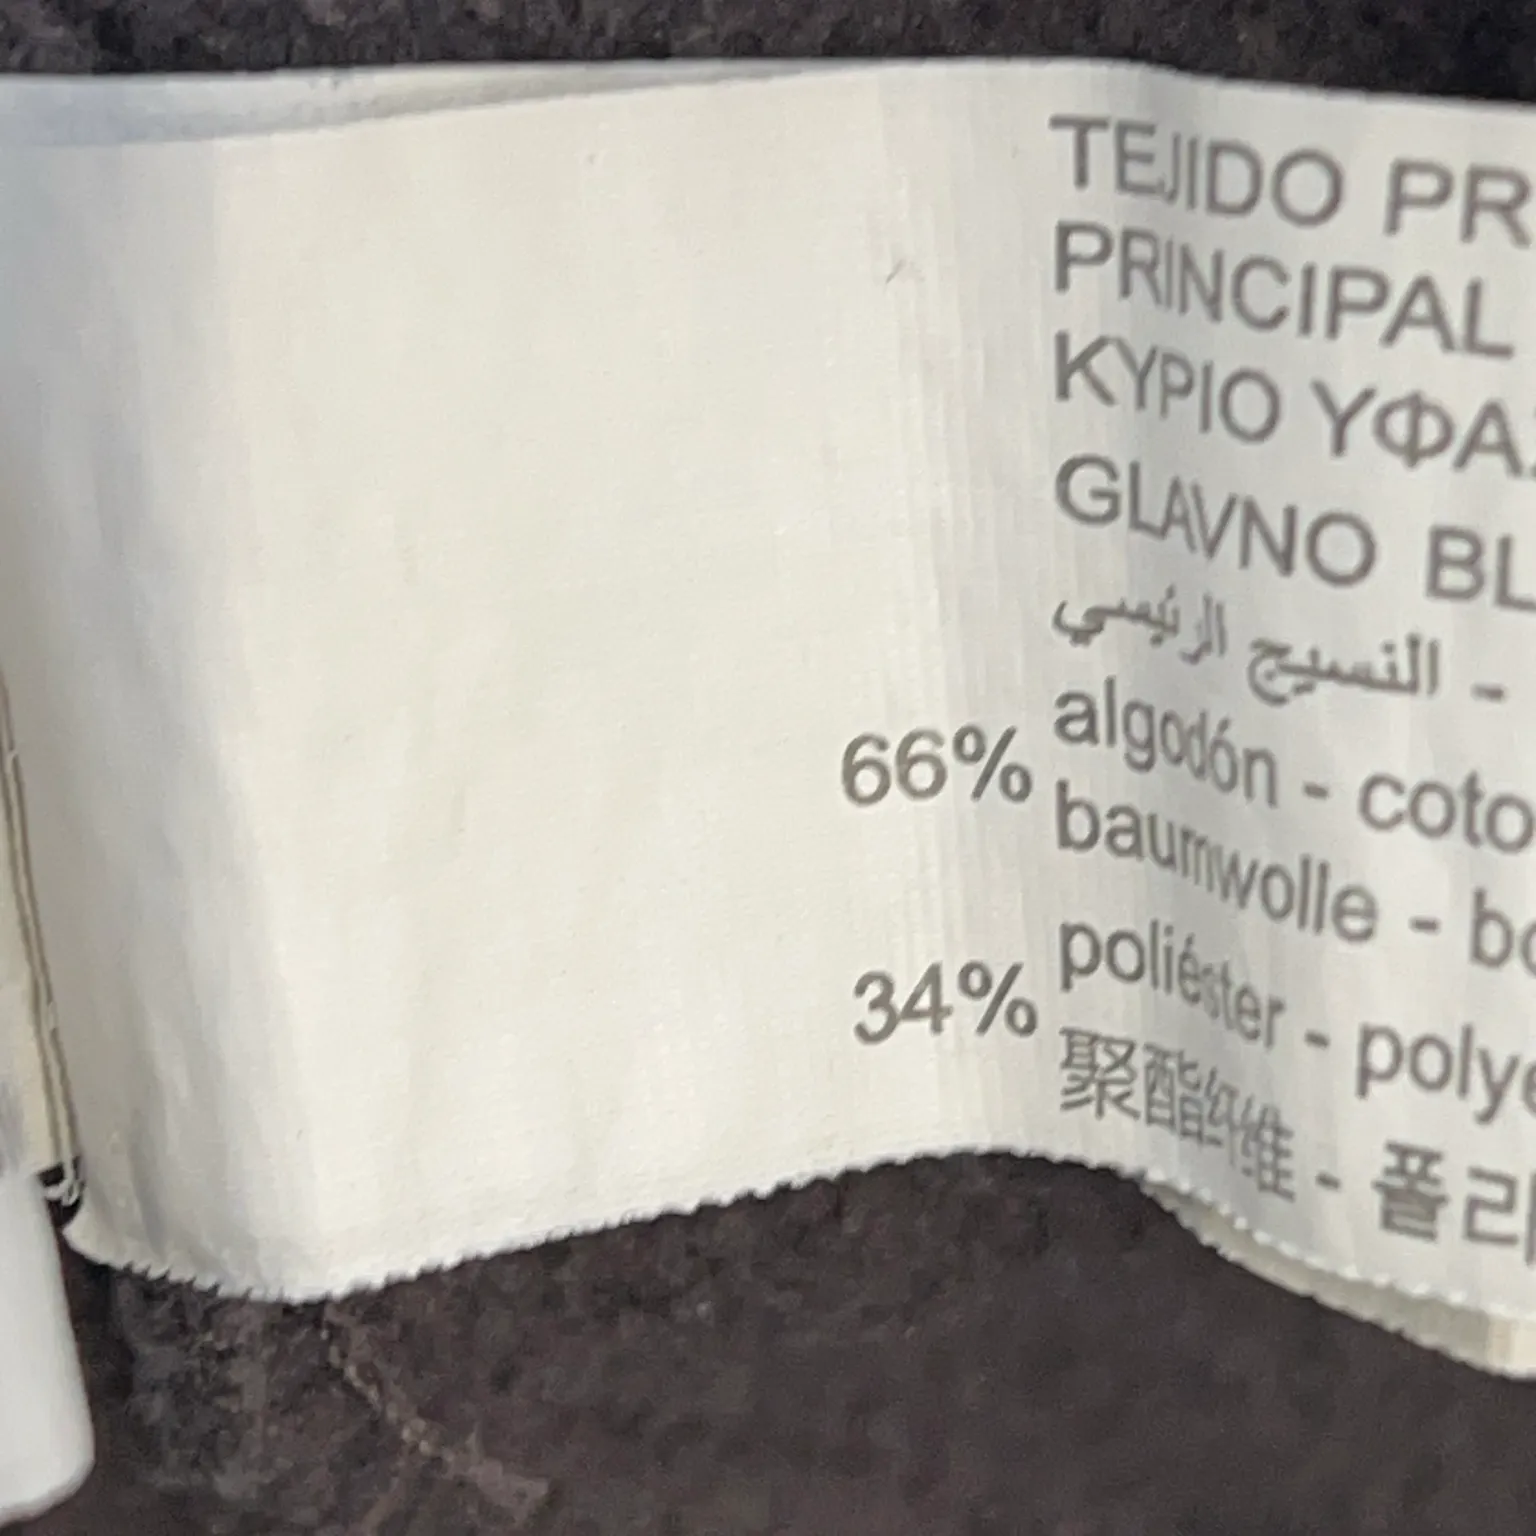 TEJIDO PR
PRINCIPAL
ΚΥΡΙΟ ΥΦΑ
GLAVNO BL
النسيج الرئيسي -
66% algodón - coto
baumwolle - bo
34% poliéster - polye
聚酯纤维 - 폴리